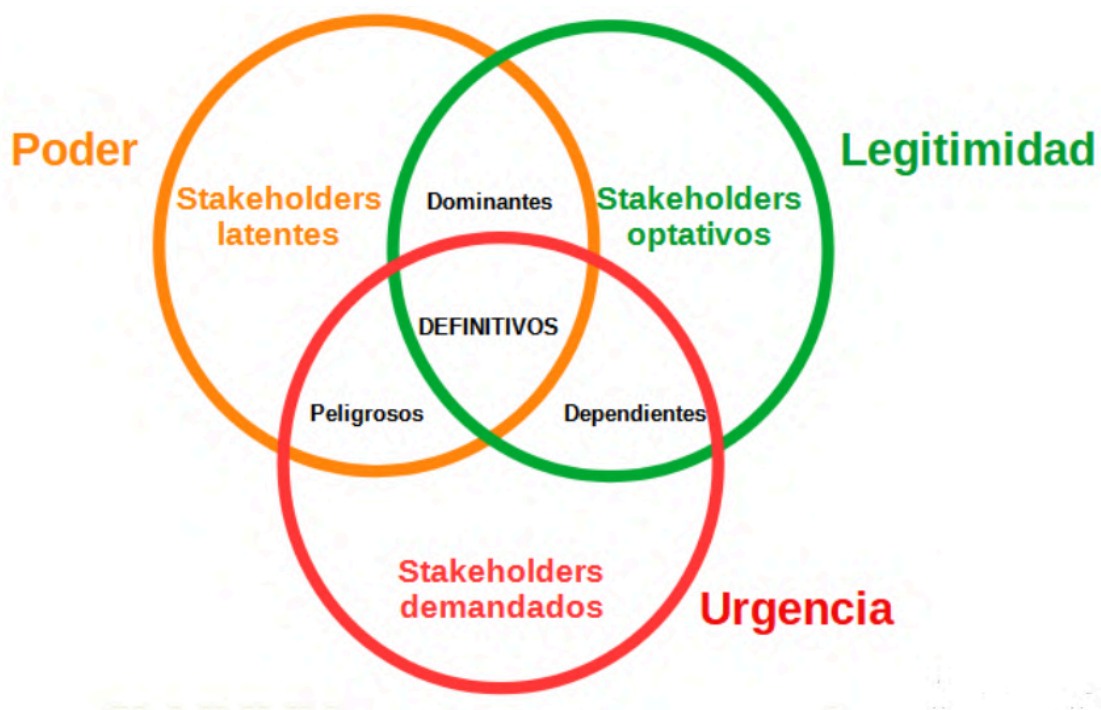 Poder
Legitimidad
Stakeholders
latentes
Dominantes
Stakeholders
optativos
DEFINITIVOS
Peligrosos
Dependientes
Stakeholders
demandados
Urgencia